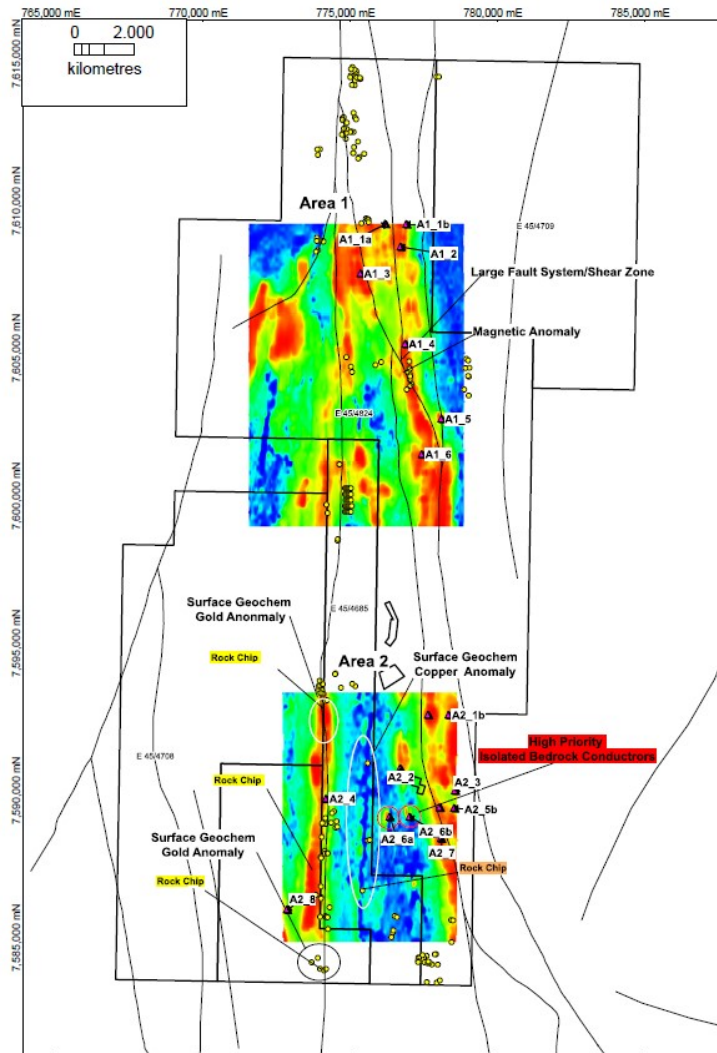 765,000 mE
770,000 mE
775,000 mE
780,000 mE
785,000 mE
0 2.000
kilometres
7,615,000 mN
7,610,000 mN
7,605,000 mN
7,600,000 mN
7,595,000 mN
7,590,000 mN
7,585,000 mN
Area 1
E 45/4709
A1_1a
A1_1b
A1_2
A1_3
Large Fault System/Shear Zone
Magnetic Anomaly
A1_4
E 45/4824
A1_5
A1_6
Surface Geochem
Gold Anonmaly
E 45/4685
Rock Chip
Area 2
Surface Geochem
Copper Anomaly
A2_1b
High Priority
Isolated Bedrock Conductrors
E 45/4708
Rock Chip
A2_2
A2_3
A2_4
A2_5b
A2_6b
A2_6a
A2_7
Surface Geochem
Gold Anomaly
Rock Chip
Rock Chip
A2_8